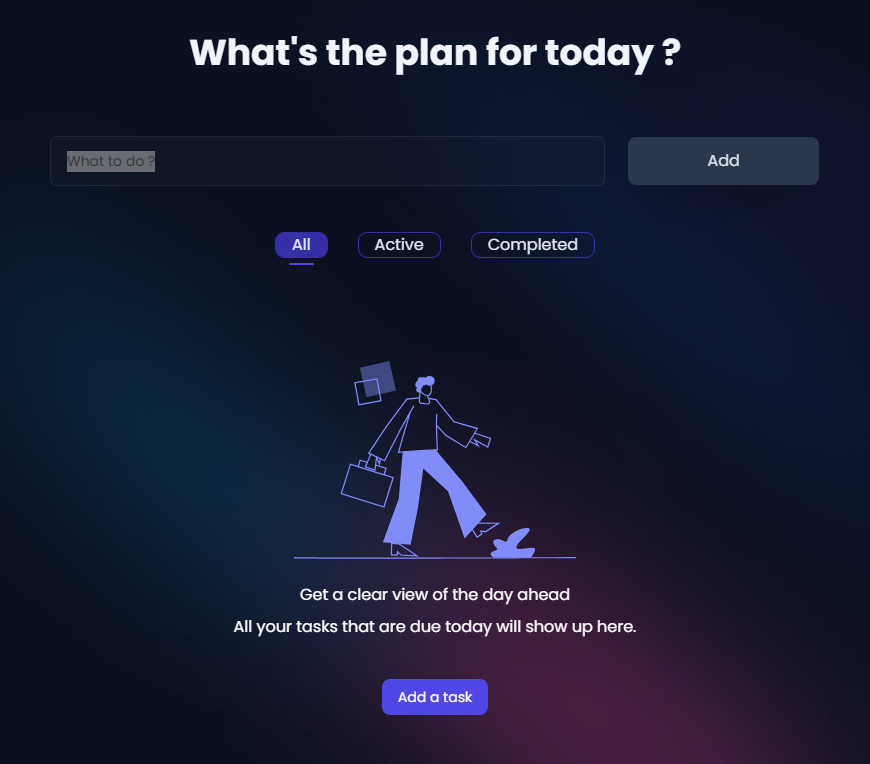 What's the plan for today ?
What to do ?
Add
All
Active
Completed
Get a clear view of the day ahead
All your tasks that are due today will show up here.
Add a task